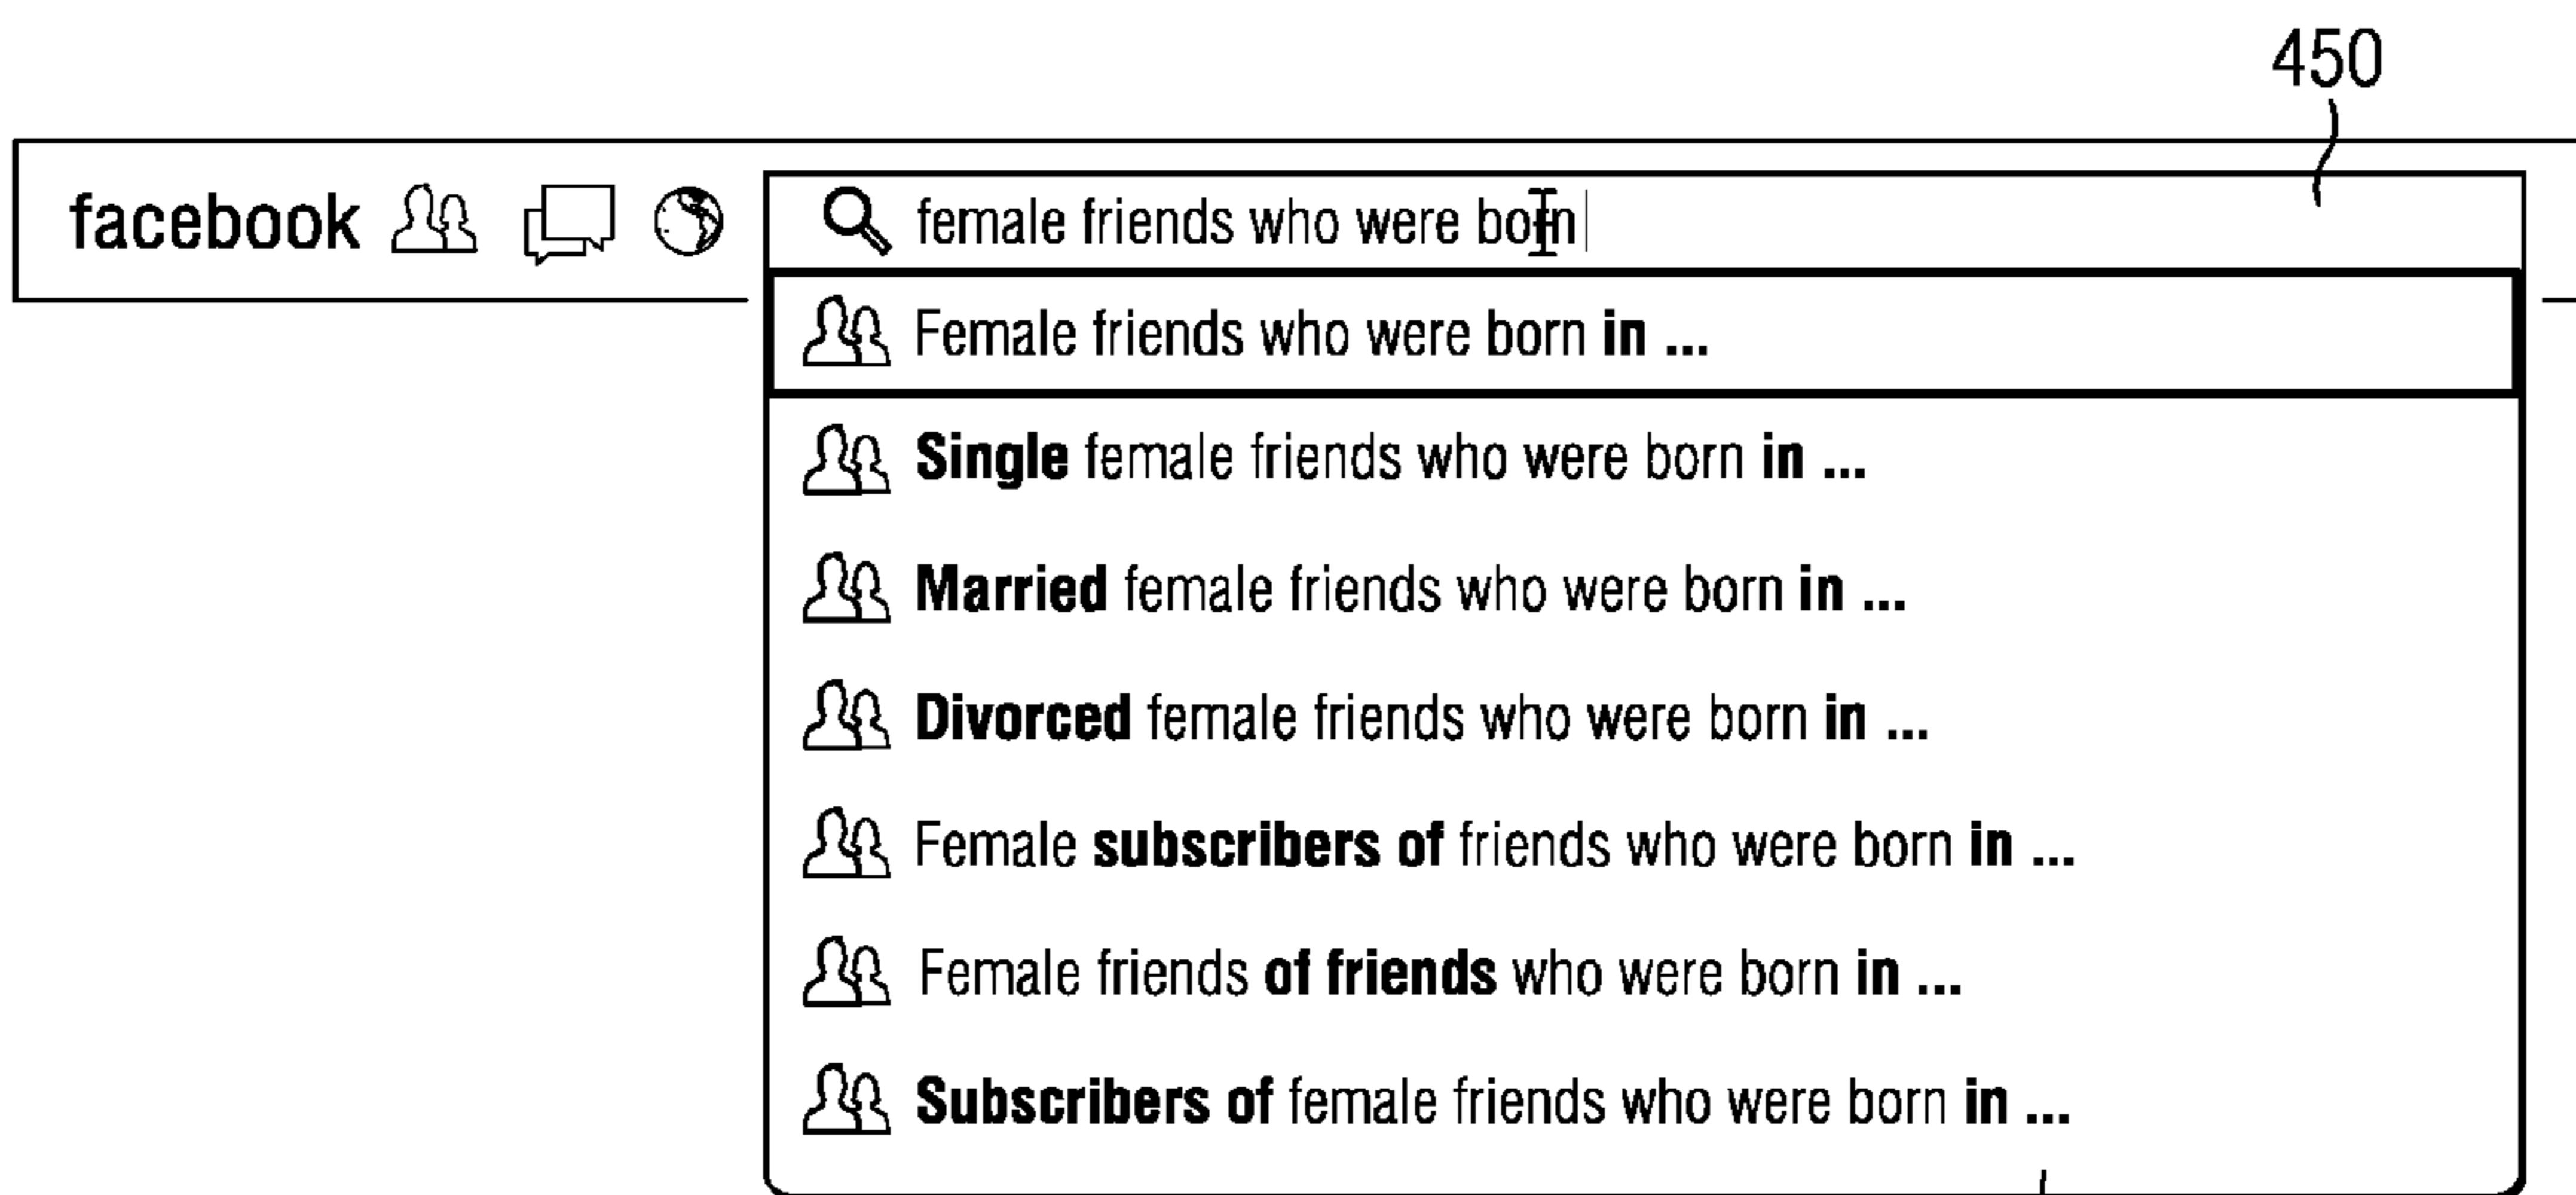 450
facebook female friends who were born
Female friends who were born in ...
Single female friends who were born in ...
Married female friends who were born in ...
Divorced female friends who were born in ...
Female subscribers of friends who were born in ...
Female friends of friends who were born in ...
Subscribers of female friends who were born in ...